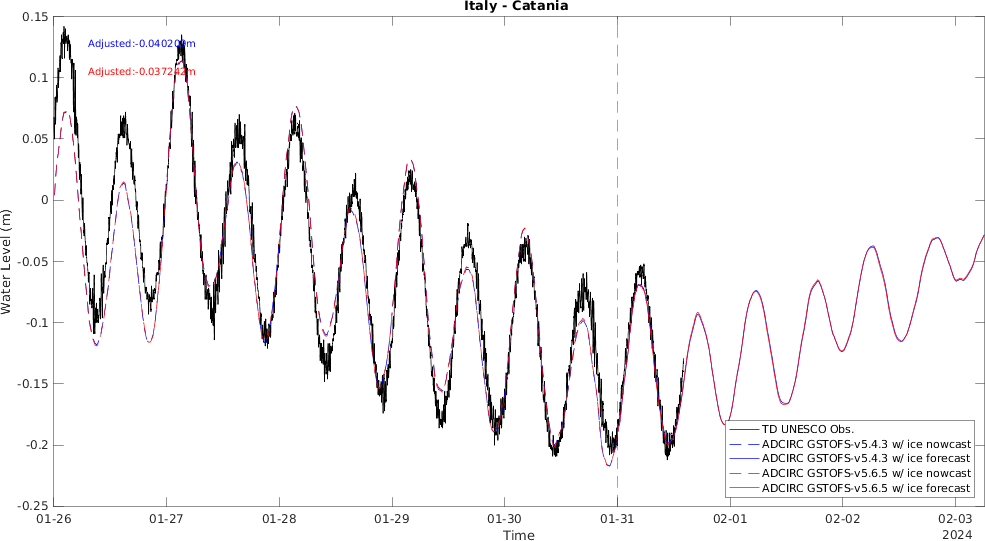 Italy - Catania
Adjusted:-0.040209m
Adjusted:-0.037242m
Water Level (m)
0.15
0.1
0.05
0
-0.05
-0.1
-0.15
-0.2
-0.25
TD UNESCO Obs.
ADCIRC GSTOFS-v5.4.3 w/ ice nowcast
ADCIRC GSTOFS-v5.4.3 w/ ice forecast
ADCIRC GSTOFS-v5.6.5 w/ ice nowcast
ADCIRC GSTOFS-v5.6.5 w/ ice forecast
01-26
01-27
01-28
01-29
01-30
01-31
02-01
02-02
02-03
2024
Time